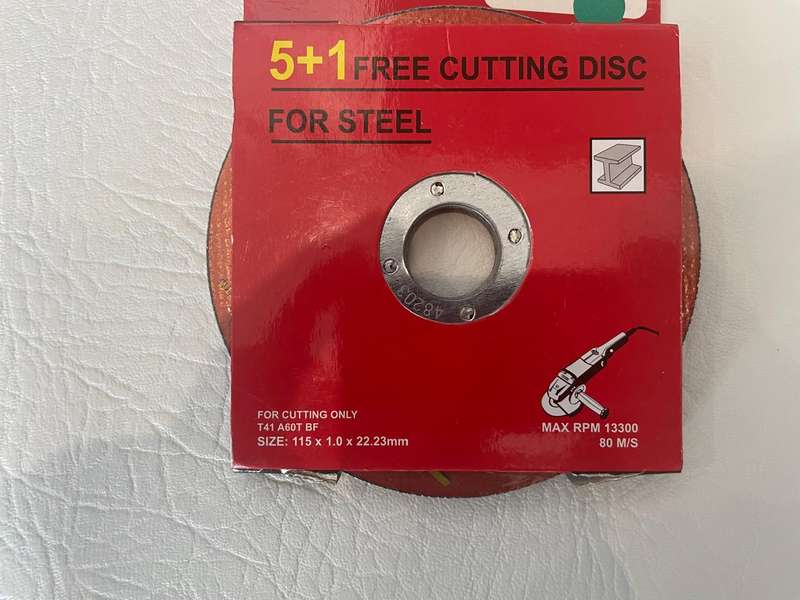 5+1 FREE CUTTING DISC
FOR STEEL
48203
FOR CUTTING ONLY
T41 A60T BF
SIZE: 115 x 1.0 x 22.23mm
MAX RPM 13300
80 M/S